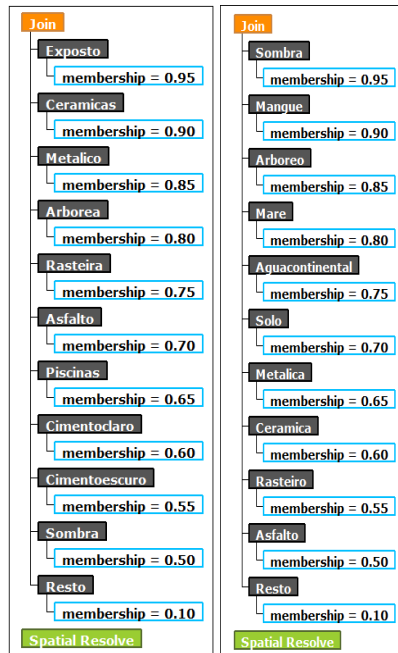 Join
Exposto
membership = 0.95
Ceramicas
membership = 0.90
Metalico
membership = 0.85
Arborea
membership = 0.80
Rasteira
membership = 0.75
Asfalto
membership = 0.70
Piscinas
membership = 0.65
Cimentoclaro
membership = 0.60
Cimentoescuro
membership = 0.55
Sombra
membership = 0.50
Resto
membership = 0.10
Spatial Resolve
Join
Sombra
membership = 0.95
Mangue
membership = 0.90
Arboreo
membership = 0.85
Mare
membership = 0.80
Aguacontinental
membership = 0.75
Solo
membership = 0.70
Metalica
membership = 0.65
Ceramica
membership = 0.60
Rasteiro
membership = 0.55
Asfalto
membership = 0.50
Resto
membership = 0.10
Spatial Resolve